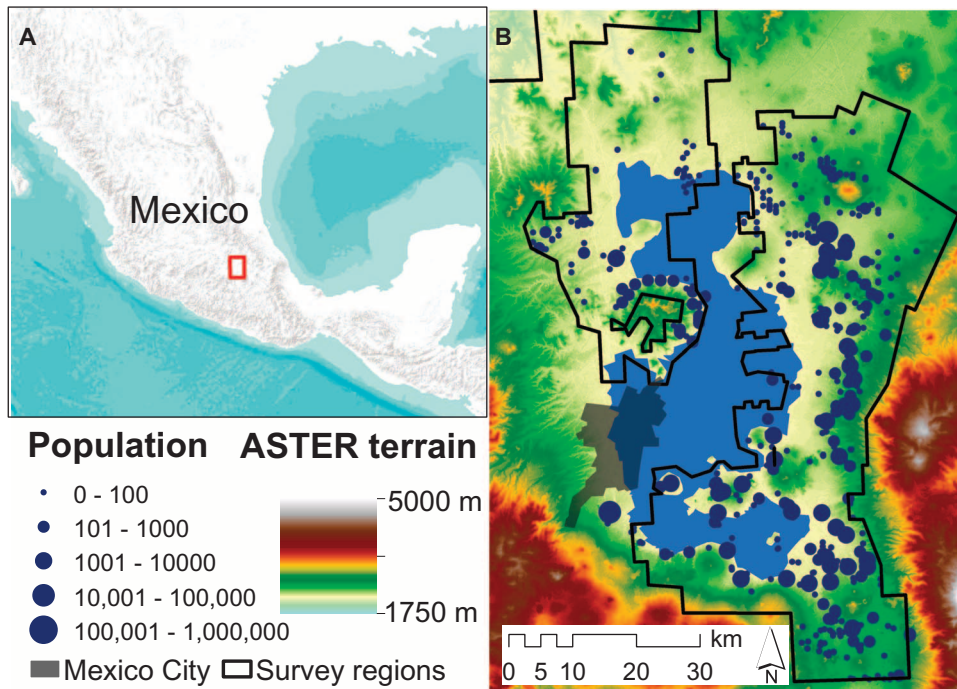 A
Mexico
B
Population
0 - 100
101 - 1000
1001 - 10000
10,001 - 100,000
100,001 - 1,000,000
ASTER terrain
5000 m
1750 m
Mexico City
Survey regions
km
0 5 10 20 30
N